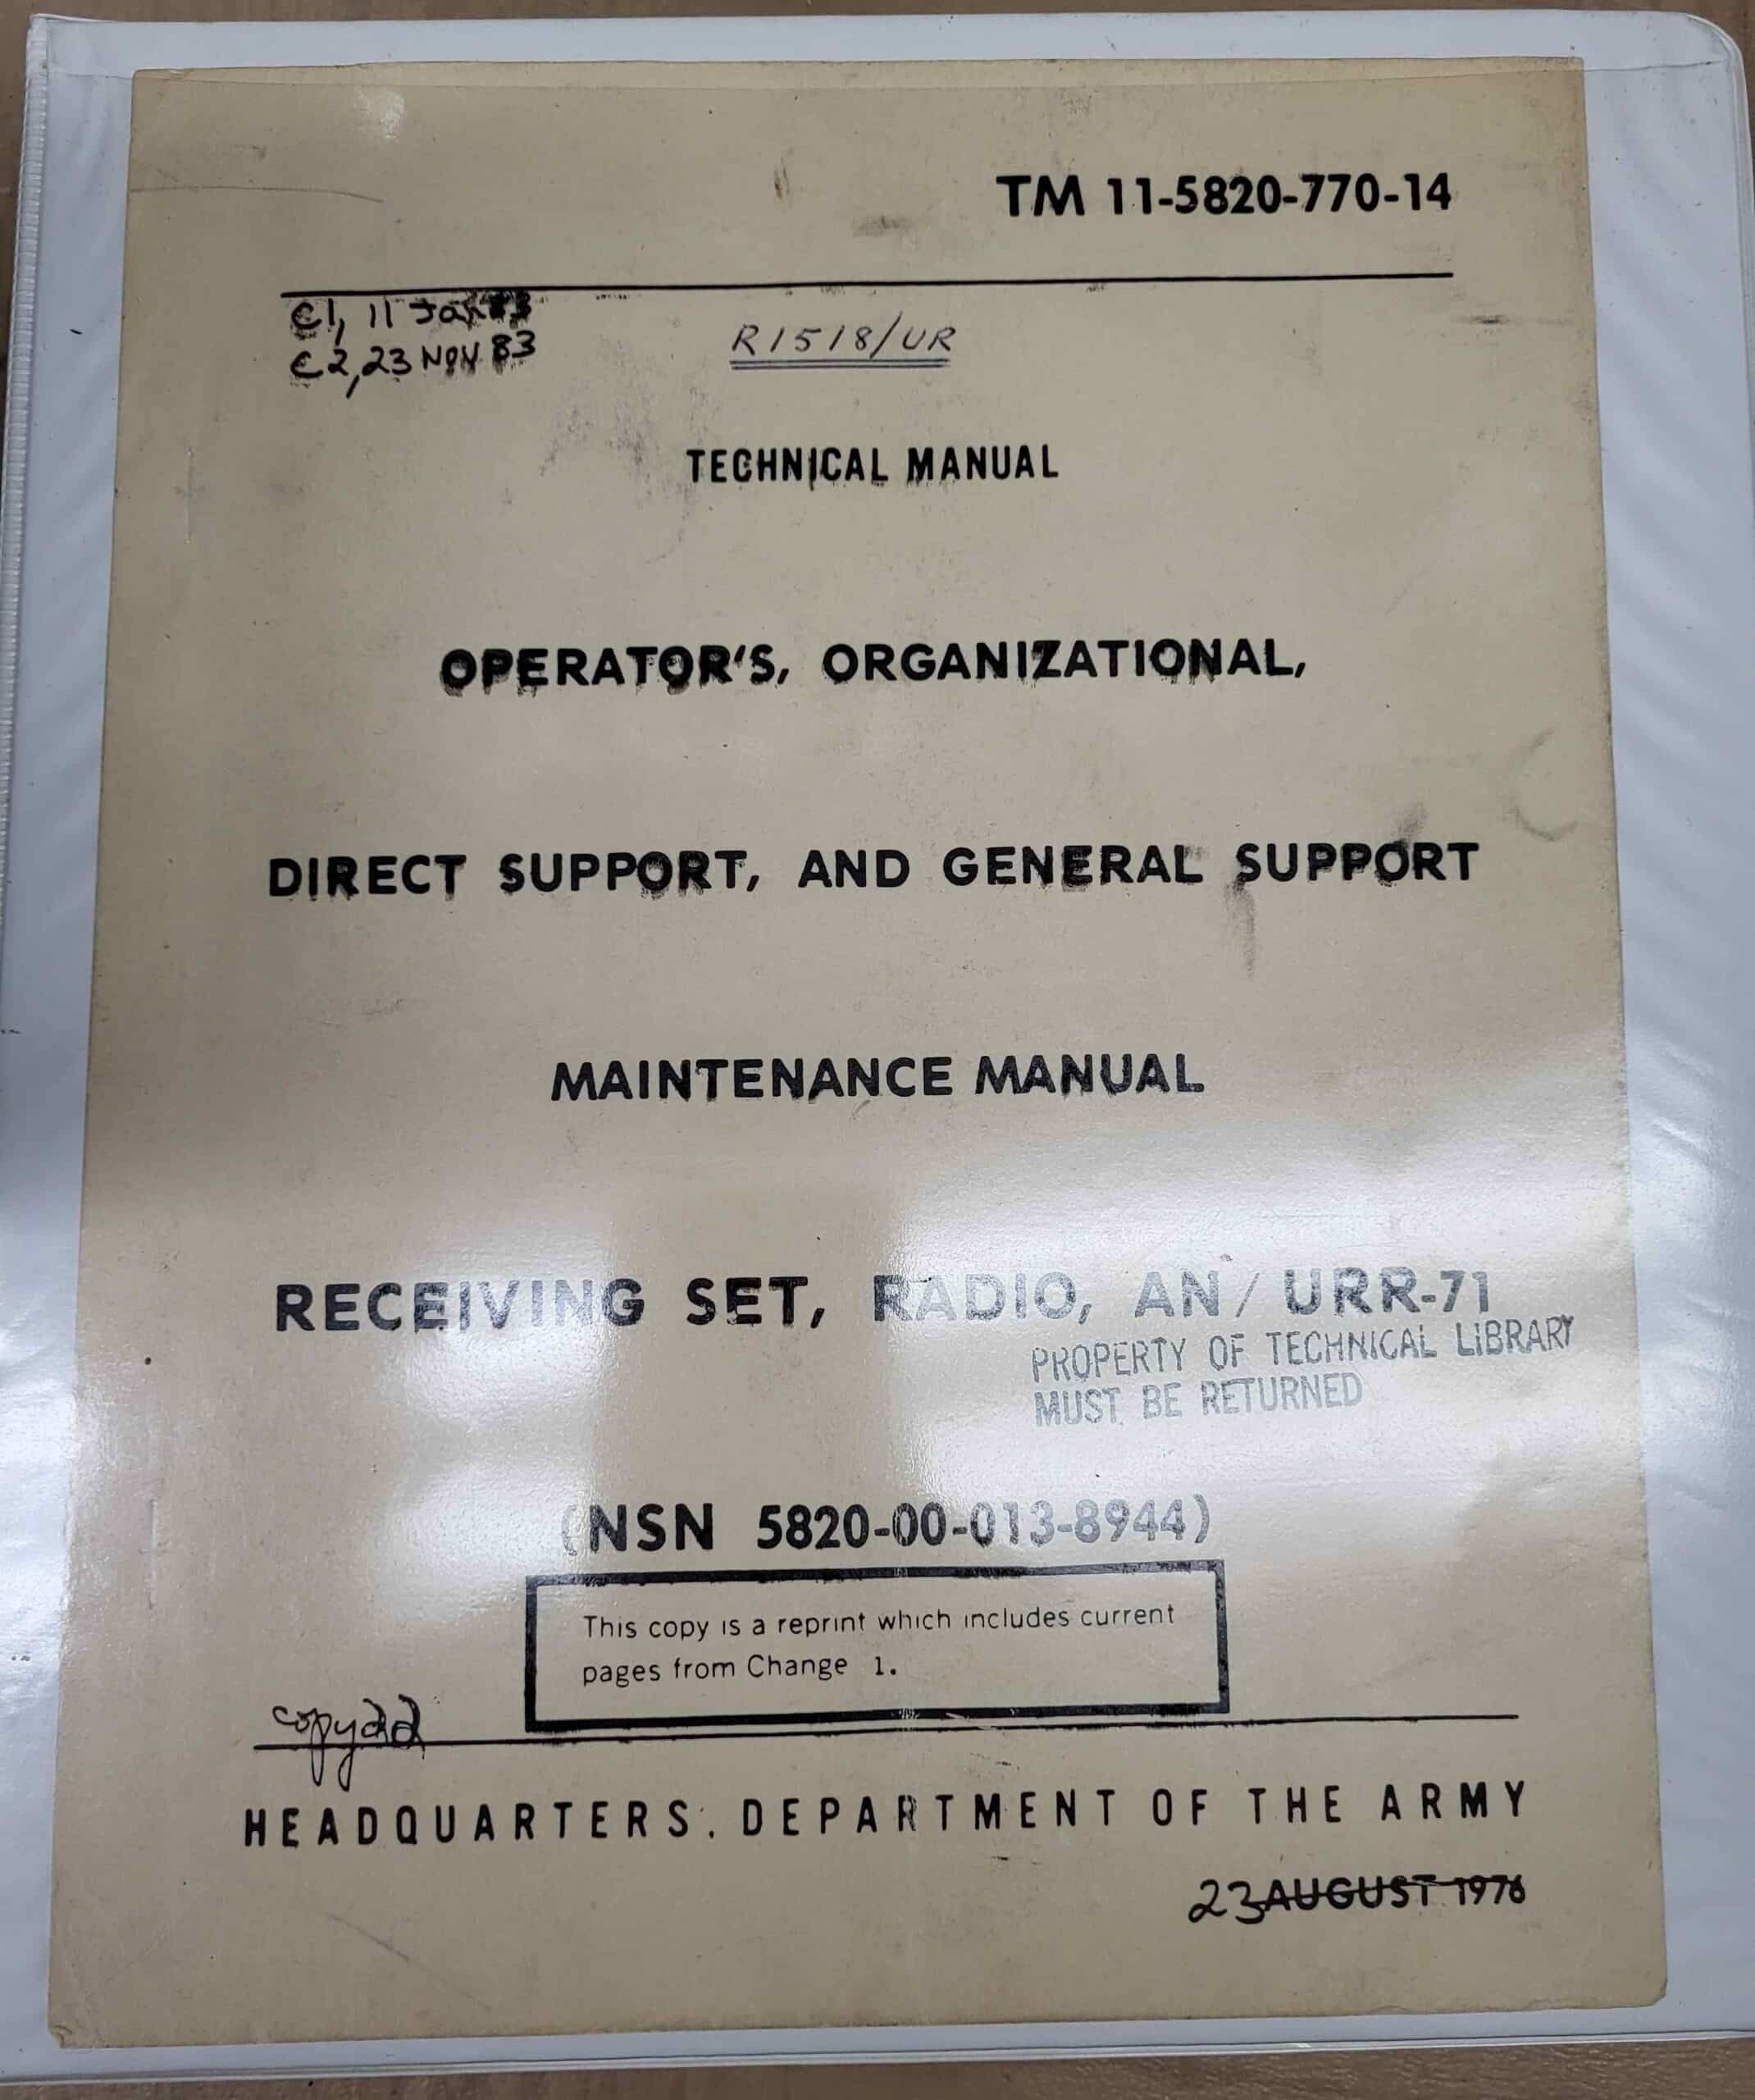 TM 11-5820-770-14
C1, 11 Jan 83
C2, 23 NOV 83
R1518/UR
TECHNICAL MANUAL
OPERATOR'S, ORGANIZATIONAL,
DIRECT SUPPORT, AND GENERAL SUPPORT
MAINTENANCE MANUAL
RECEIVING SET, RADIO, AN/URR-71
PROPERTY OF TECHNICAL LIBRARY
MUST BE RETURNED
(NSN 5820-00-013-8944)
This copy is a reprint which includes current
pages from Change 1.
HEADQUARTERS, DEPARTMENT OF THE ARMY
23 AUGUST 1976